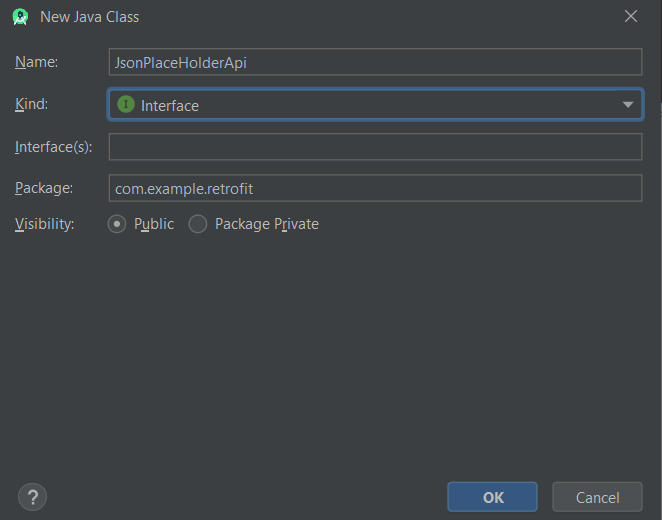 New Java Class
Name: JsonPlaceHolderApi
Kind: I Interface
Interface(s):
Package: com.example.retrofit
Visibility: Public Package Private
? OK Cancel